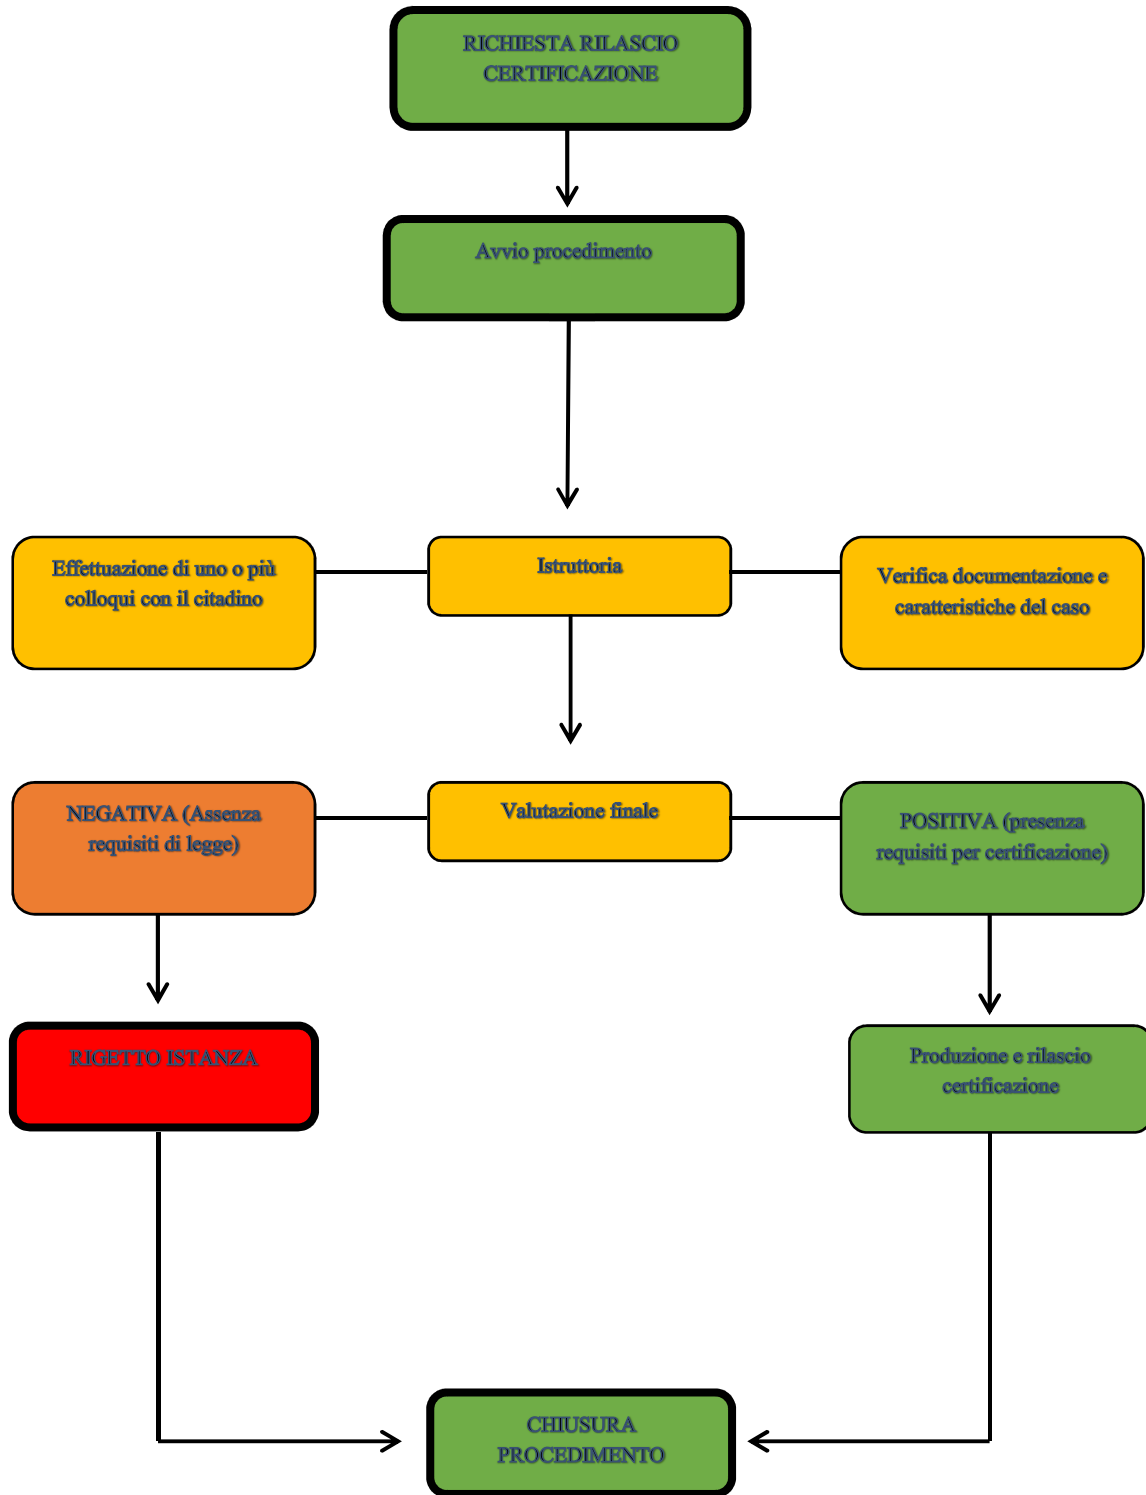 RICHIESTA RILASCIO
CERTIFICAZIONE
Avvio procedimento
Effettuazione di uno o più
colloqui con il citadino
Istruttoria
Verifica documentazione e
caratteristiche del caso
NEGATIVA (Assenza
requisiti di legge)
Valutazione finale
POSITIVA (presenza
requisiti per certificazione)
RIGETTO ISTANZA
Produzione e rilascio
certificazione
CHIUSURA
PROCEDIMENTO